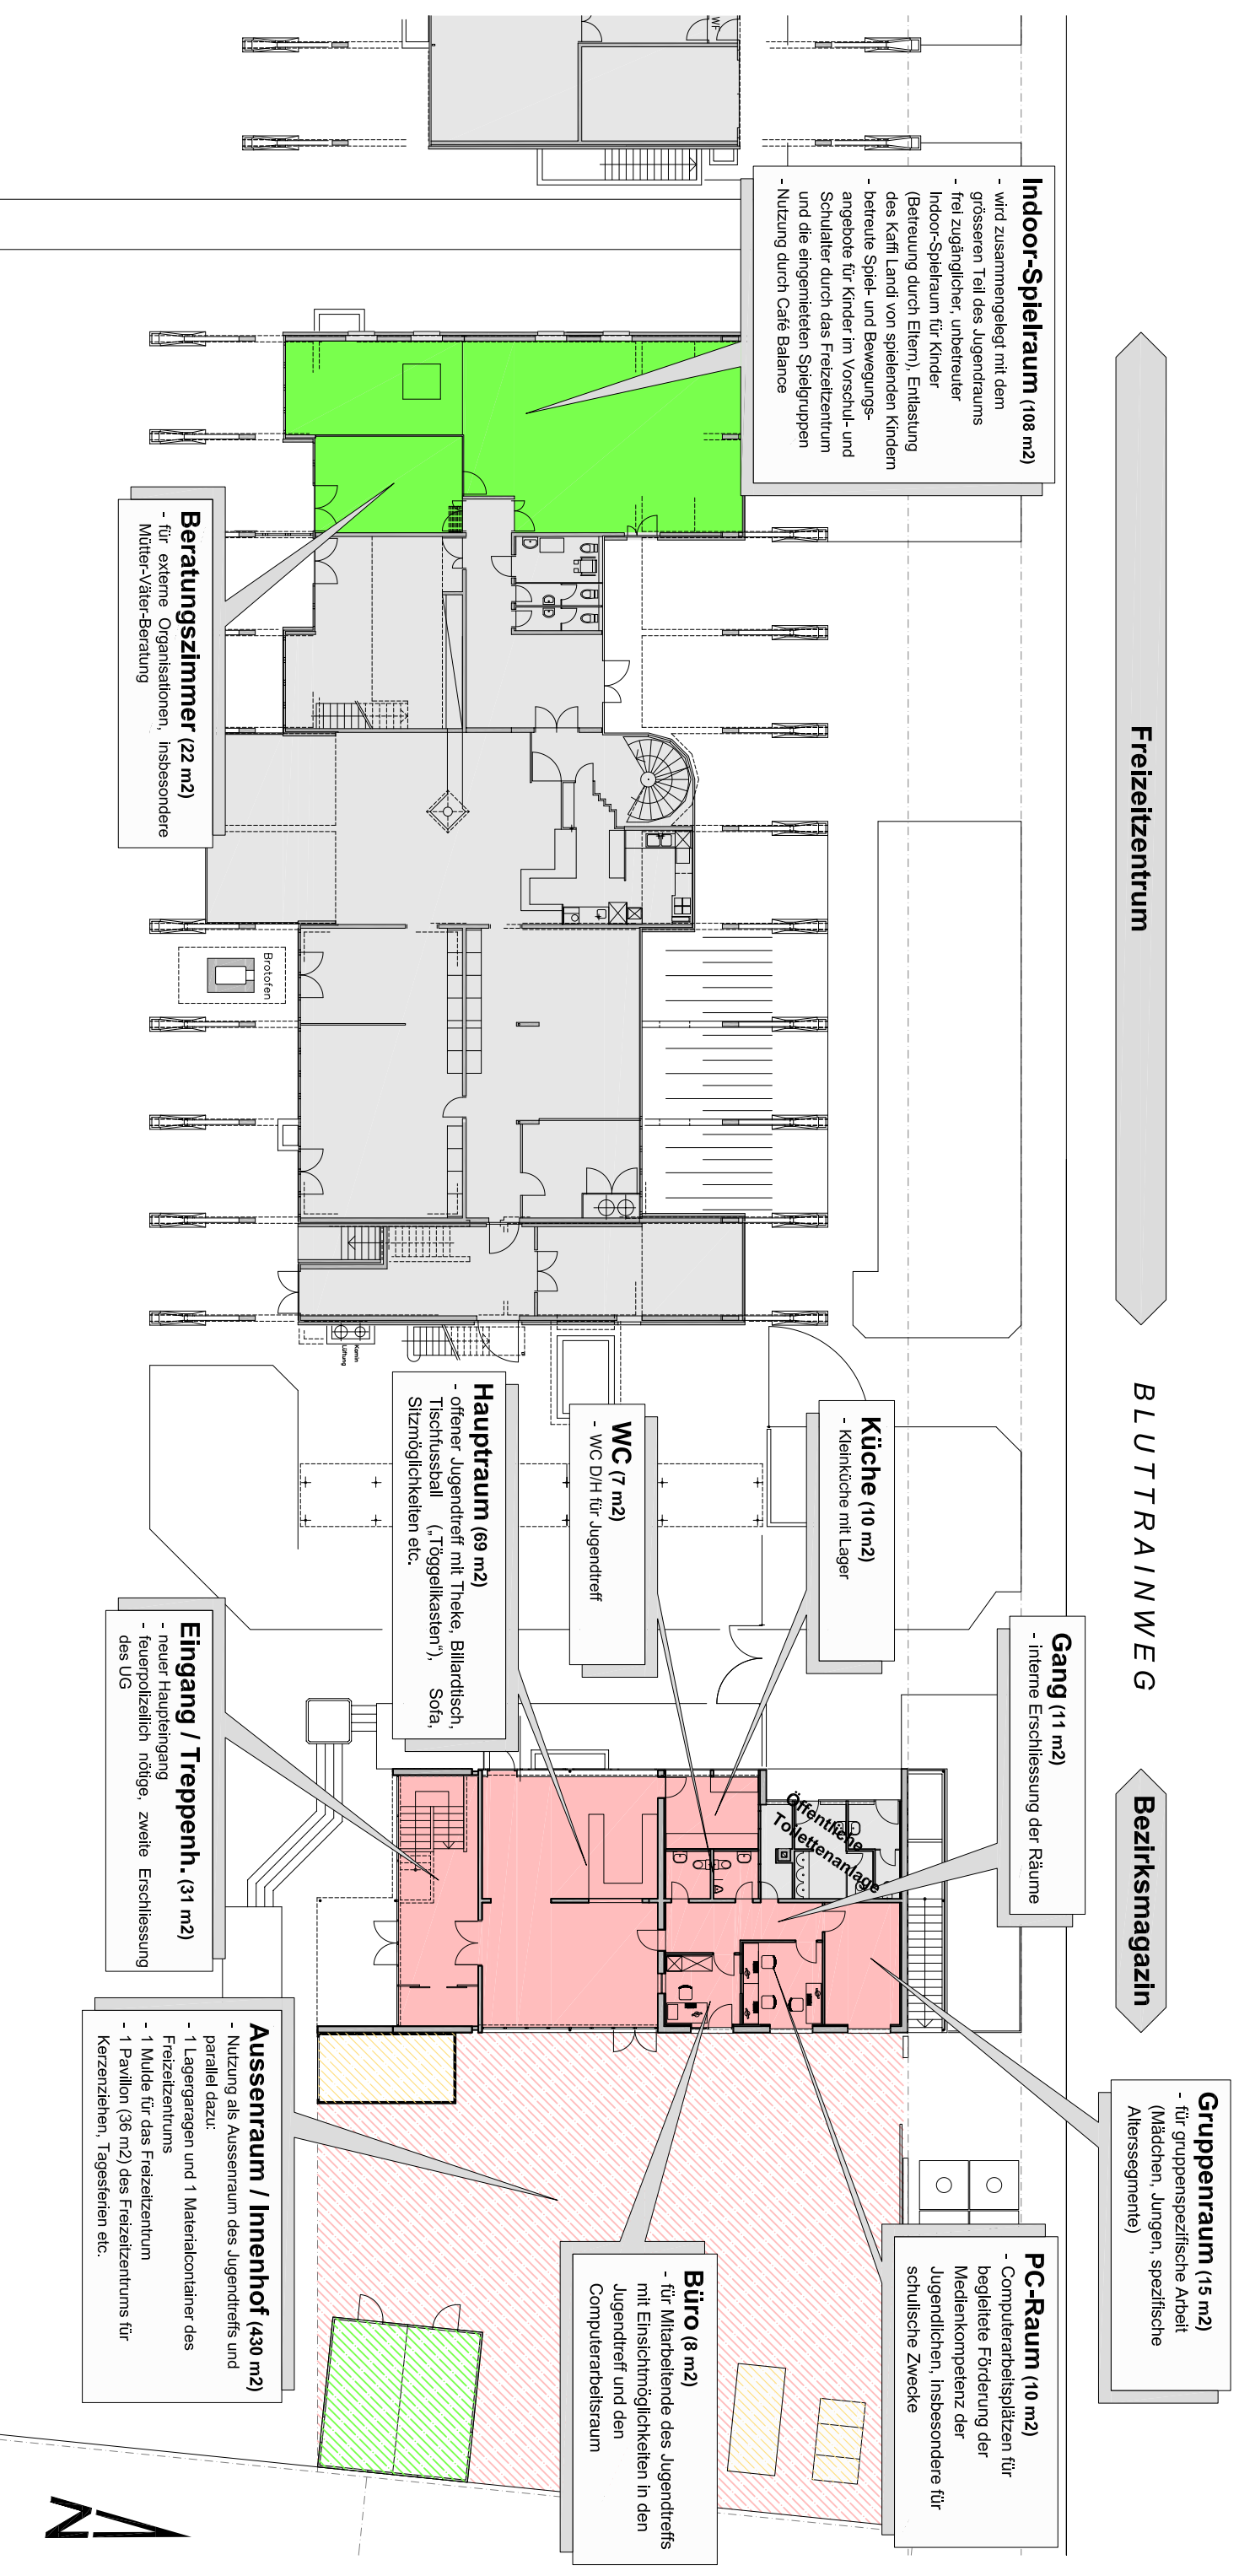 Freizeitzentrum
BLUTTRAINWEG
Bezirksmagazin
WF
Indoor-Spielraum (108 m2)
- wird zusammengelegt mit dem
grösseren Teil des Jugendraums
- frei zugänglicher, unbetreuter
Indoor-Spielraum für Kinder
(Betreuung durch Eltern), Entlastung
des Kaffi Landi von spielenden Kindern
- betreute Spiel- und Bewegungs-
angebote für Kinder im Vorschul- und
Schulalter durch das Freizeitzentrum
und die eingemieteten Spielgruppen
- Nutzung durch Café Balance
Beratungszimmer (22 m2)
- für externe Organisationen, insbesondere
Mütter-Väter-Beratung
Brotofen
Kamin
Lüftung
Küche (10 m2)
- Kleinküche mit Lager
WC (7 m2)
- WC D/H für Jugendtreff
Hauptraum (69 m2)
- offener Jugendtreff mit Theke, Billardtisch,
Tischfussball („Töggelikasten“), Sofa,
Sitzmöglichkeiten etc.
Gang (11 m2)
- interne Erschliessung der Räume
Eingang / Treppenh. (31 m2)
- neuer Haupteingang
- feuerpolizeilich nötige, zweite Erschliessung
des UG
Öffentliche
Toilettenanlage
Gruppenraum (15 m2)
- für gruppenspezifische Arbeit
(Mädchen, Jungen, spezifische
Alterssegmente)
PC-Raum (10 m2)
- Computerarbeitsplätzen für
begleitete Förderung der
Medienkompetenz der
Jugendlichen, insbesondere für
schulische Zwecke
Büro (8 m2)
- für Mitarbeitende des Jugendtreffs
mit Einsichtmöglichkeiten in den
Jugendtreff und den
Computerarbeitsraum
Aussenraum / Innenhof (430 m2)
- Nutzung als Aussenraum des Jugendtreffs und
parallel dazu:
- 1 Lagergaragen und 1 Materialcontainer des
Freizeitzentrums
- 1 Mulde für das Freizeitzentrum
- 1 Pavillon (36 m2) des Freizeitzentrums für
Kerzenziehen, Tagesferien etc.
N